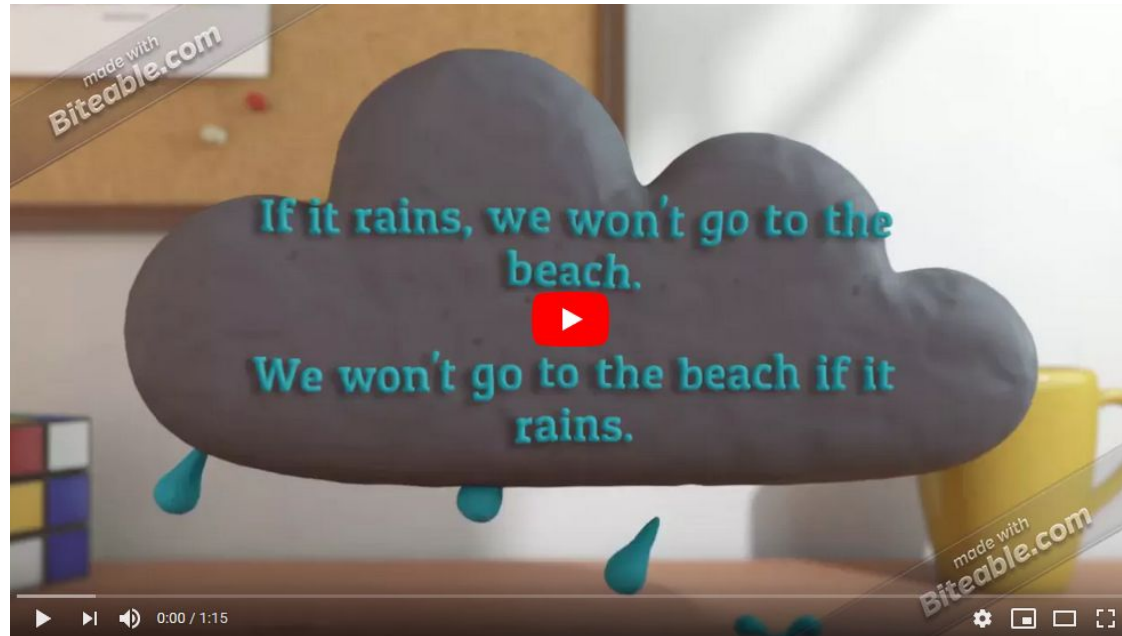 made with
Biteable.com
If it rains, we won't go to the
beach.
We won't go to the beach if it
rains.
made with
Biteable.com
0:00 / 1:15